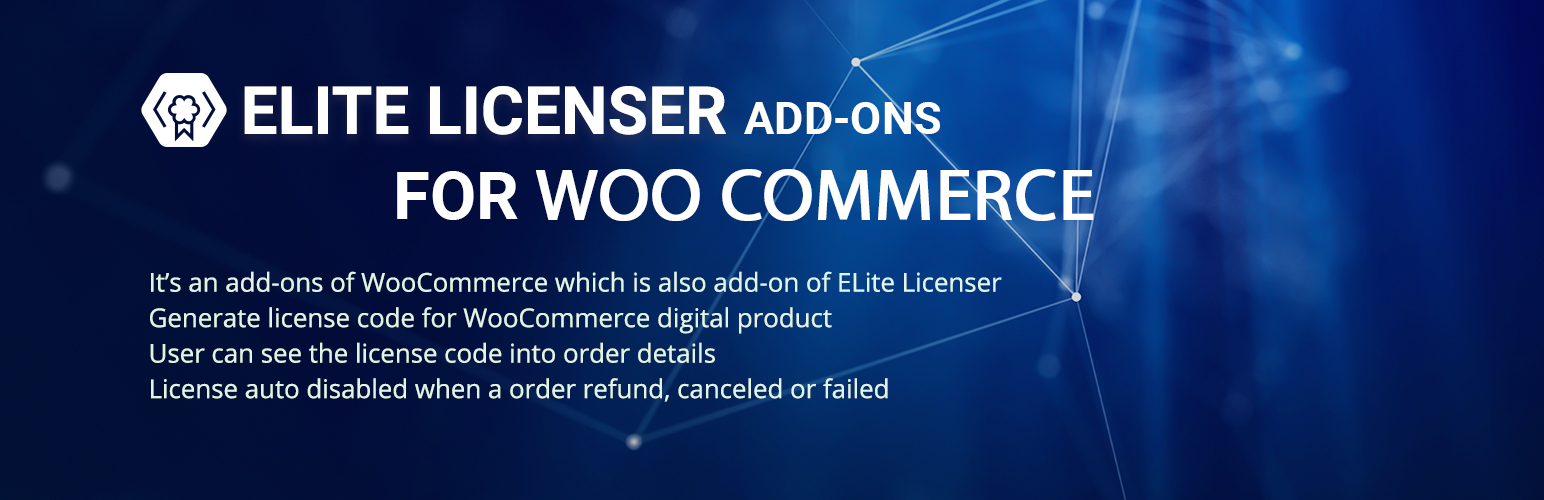 ELITE LICENSER ADD-ONS
FOR WOO COMMERCE
It’s an add-ons of WooCommerce which is also add-on of ELite Licenser
Generate license code for WooCommerce digital product
User can see the license code into order details
License auto disabled when a order refund, canceled or failed